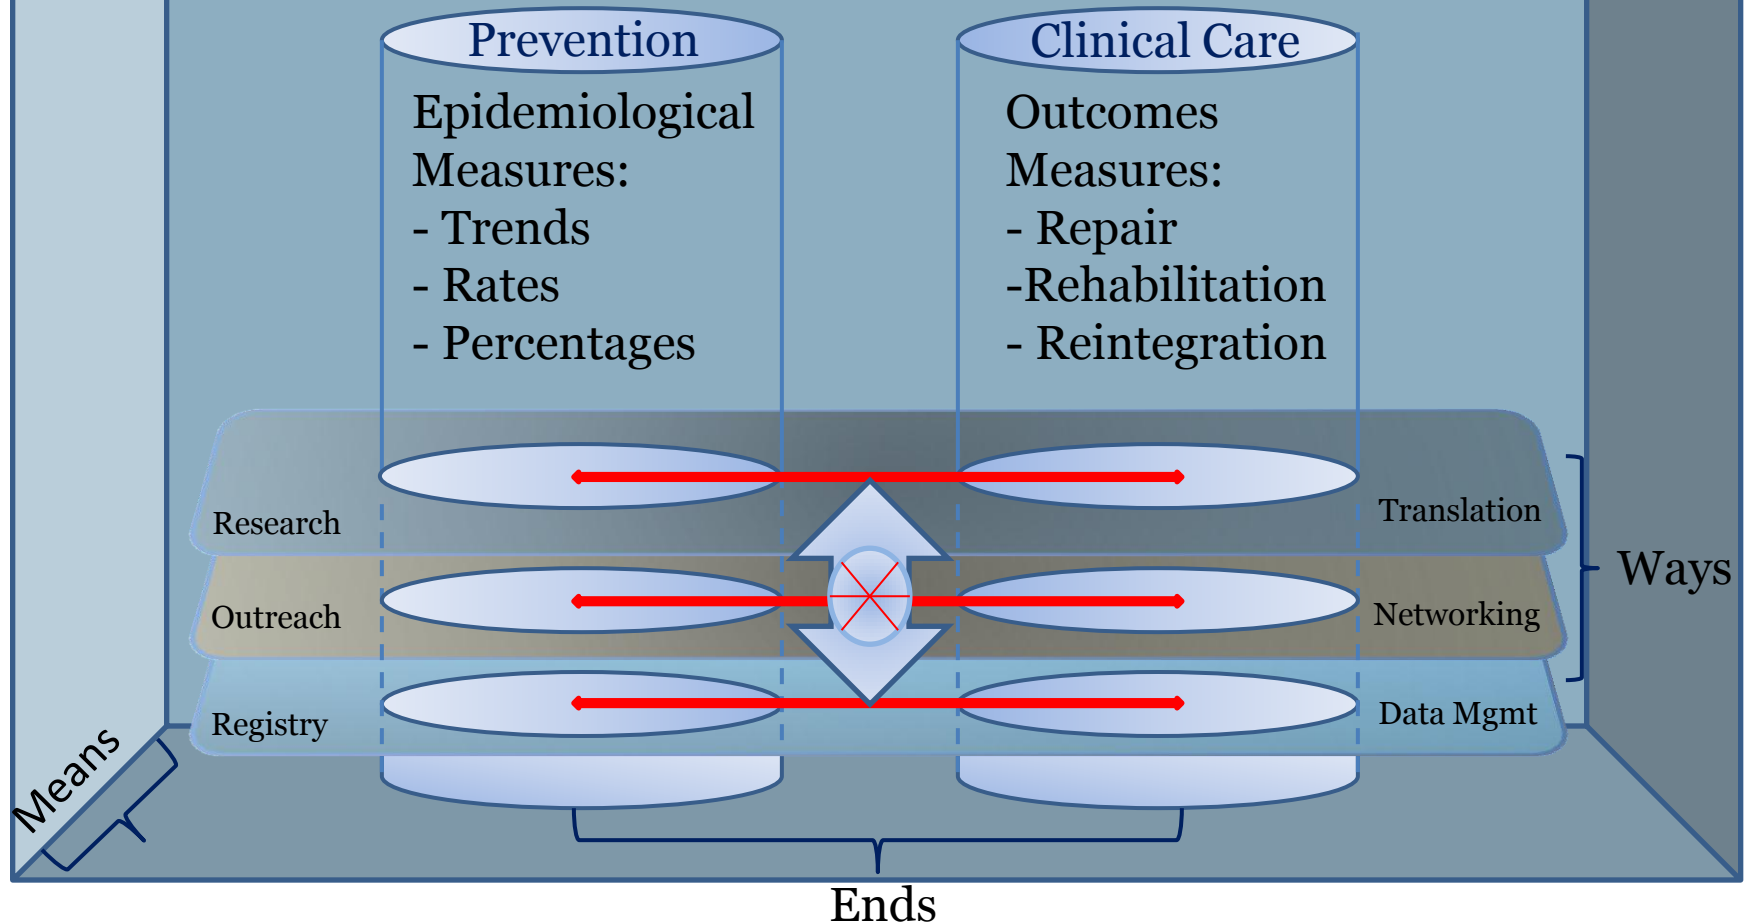 Prevention
Clinical Care
Epidemiological
Measures:
- Trends
- Rates
- Percentages
Outcomes
Measures:
- Repair
-Rehabilitation
- Reintegration
Research
Translation
Outreach
Networking
Registry
Data Mgmt
Ways
Means
Ends